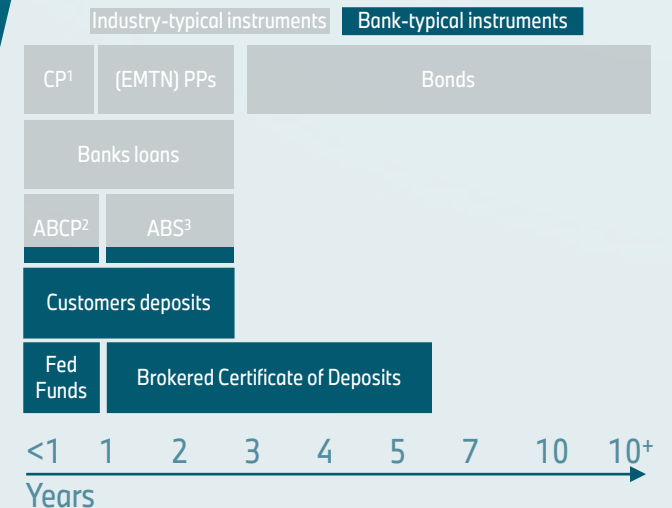 Industry-typical instruments Bank-typical instruments
CP¹ (EMTN) PPs Bonds
Banks loans
ABCP² ABS³
Customers deposits
Fed
Funds
Brokered Certificate of Deposits
<1 1 2 3 4 5 7 10 10⁺
Years